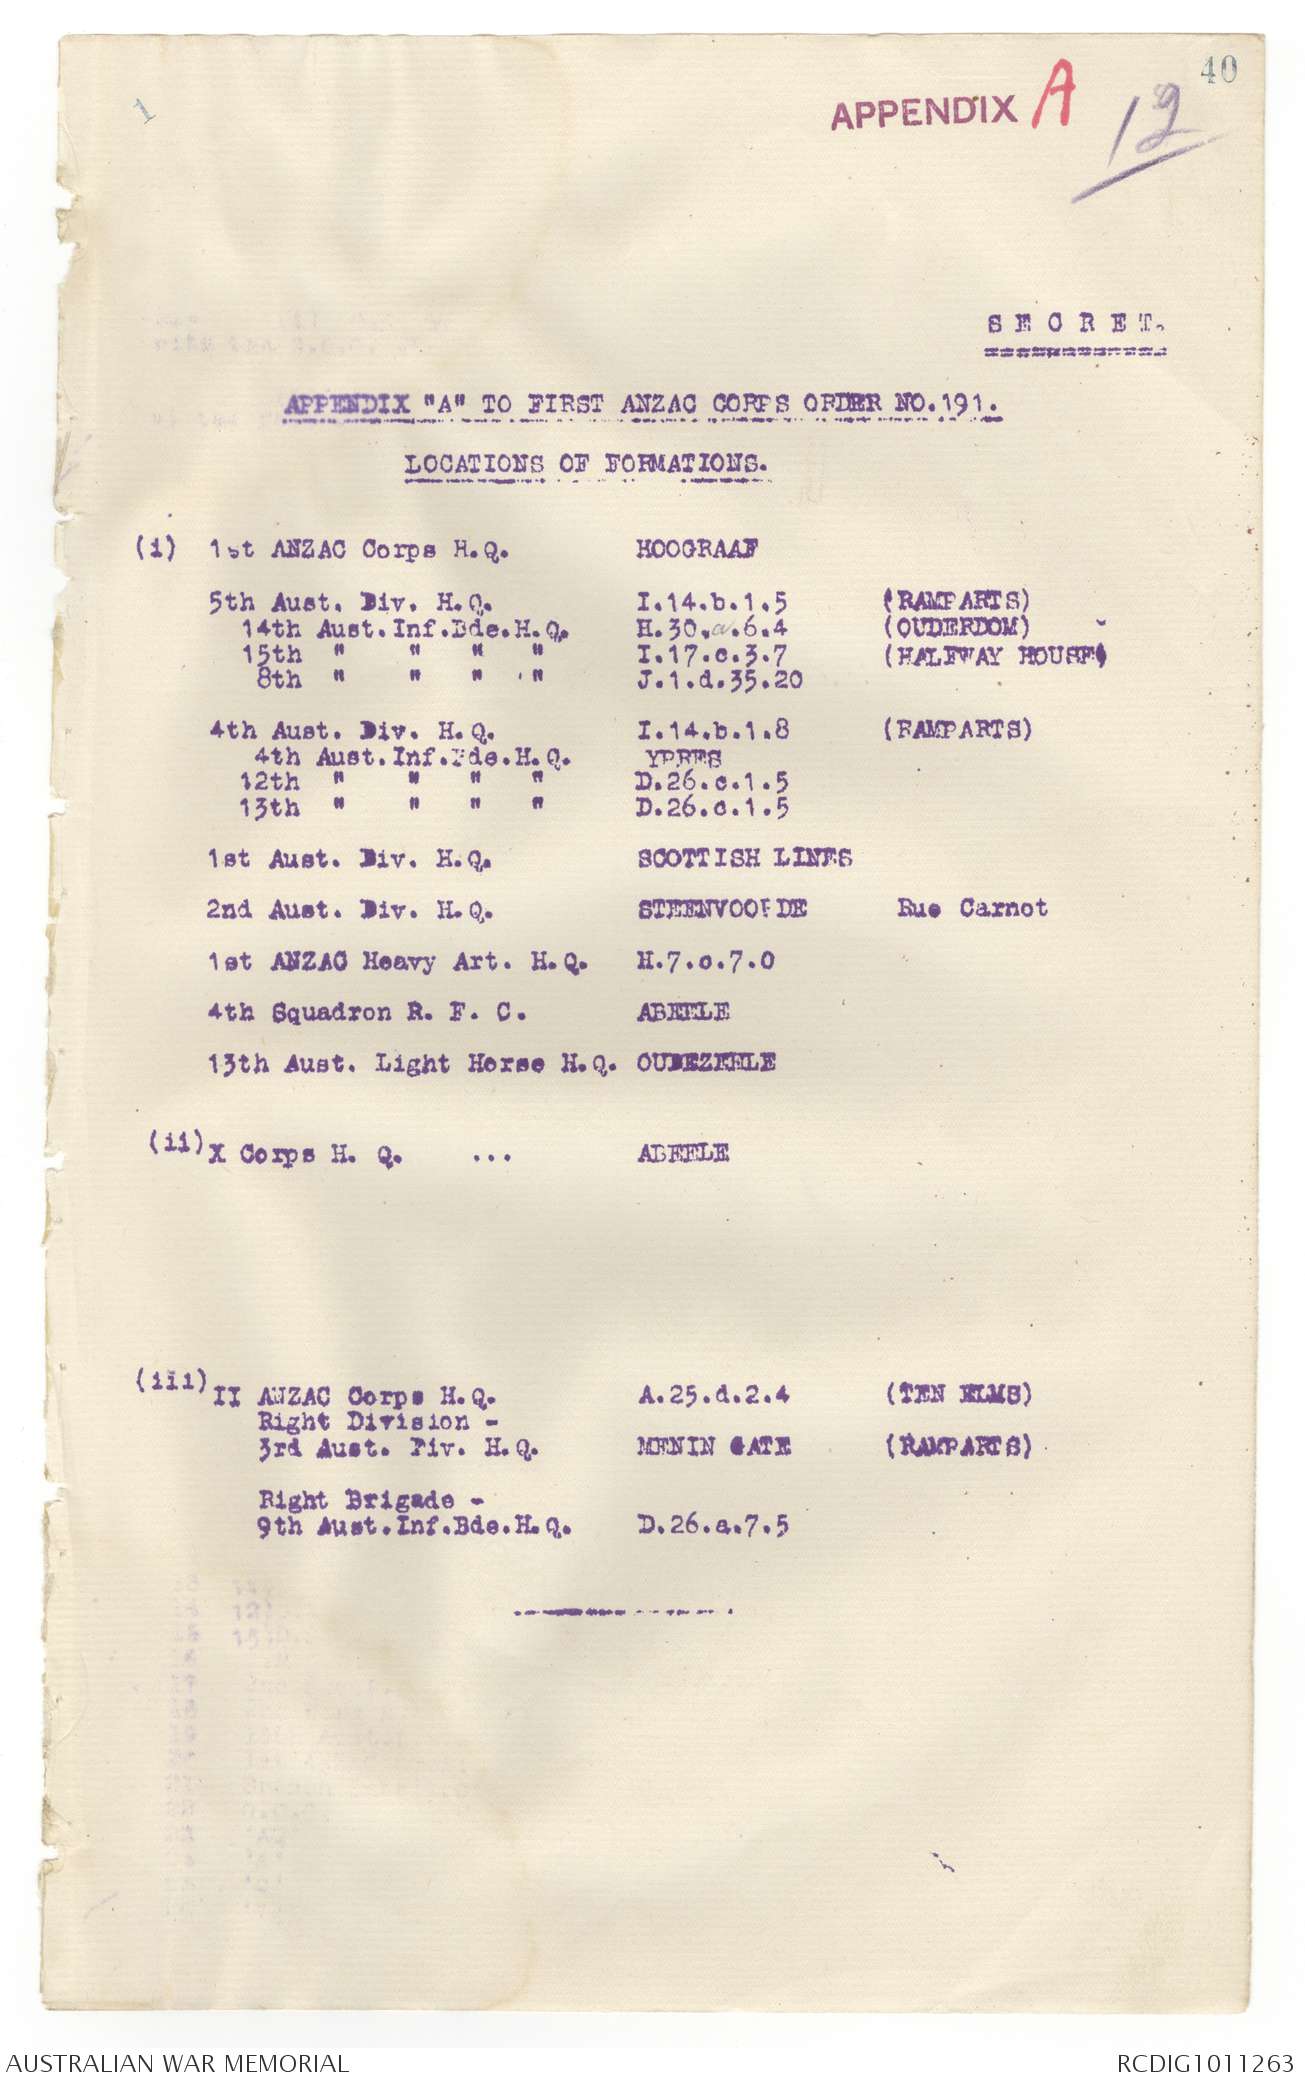 1
40
APPENDIX A
12
S E C R E T.
APPENDIX "A" TO FIRST ANZAC CORPS ORDER NO.191.
LOCATIONS OF FORMATIONS.
(i) 1st ANZAC Corps H.Q. HOOGRAAF
5th Aust. Div. H.Q. I.14.b.1.5 (RAMPARTS)
14th Aust.Inf.Bde.H.Q. H.30.a.6.4 (OUDERDOM)
15th " " " " I.17.c.3.7 (HALFWAY HOUSE)
8th " " " " J.1.d.35.20
4th Aust. Div. H.Q. I.14.b.1.8 (RAMPARTS)
4th Aust.Inf.Bde.H.Q. YPRES
12th " " " " D.26.c.1.5
13th " " " " D.26.c.1.5
1st Aust. Div. H.Q. SCOTTISH LINES
2nd Aust. Div. H.Q. STEENVOORDE Rue Carnot
1st ANZAC Heavy Art. H.Q. H.7.c.7.0
4th Squadron R. F. C. ABEELE
13th Aust. Light Horse H.Q. OUDEZEELE
(ii) X Corps H. Q. ... ABEELE
(iii) II ANZAC Corps H.Q. A.25.d.2.4 (TEN ELMS)
Right Division -
3rd Aust. Div. H.Q. MENIN GATE (RAMPARTS)
Right Brigade -
9th Aust.Inf.Bde.H.Q. D.26.a.7.5
AUSTRALIAN WAR MEMORIAL RCDIG1011263